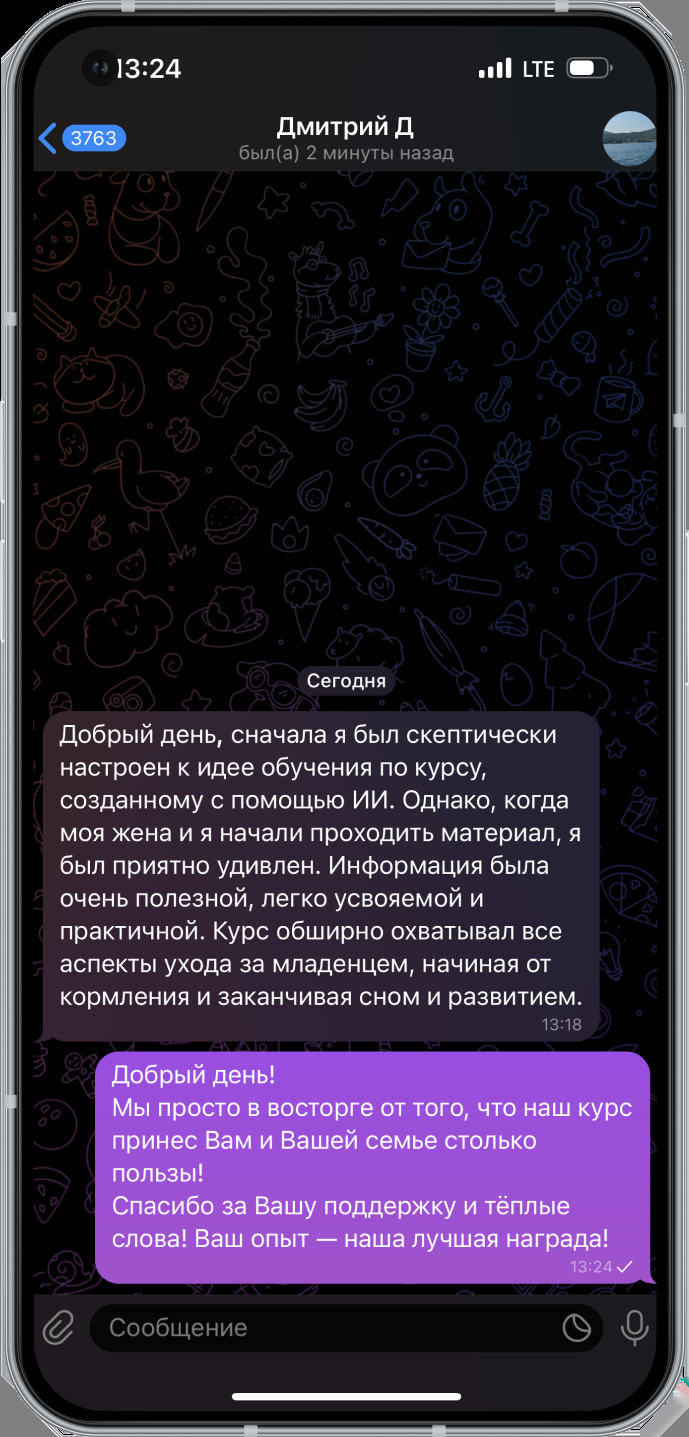 13:24 LTE
3763 Дмитрий Д
был(а) 2 минуты назад
Сегодня
Добрый день, сначала я был скептически
настроен к идее обучения по курсу,
созданному с помощью ИИ. Однако, когда
моя жена и я начали проходить материал, я
был приятно удивлен. Информация была
очень полезной, легко усвояемой и
практичной. Курс обширно охватывал все
аспекты ухода за младенцем, начиная от
кормления и заканчивая сном и развитием.
13:18
Добрый день!
Мы просто в восторге от того, что наш курс
принес Вам и Вашей семье столько
пользы!
Спасибо за Вашу поддержку и тёплые
слова! Ваш опыт — наша лучшая награда!
13:24
Сообщение